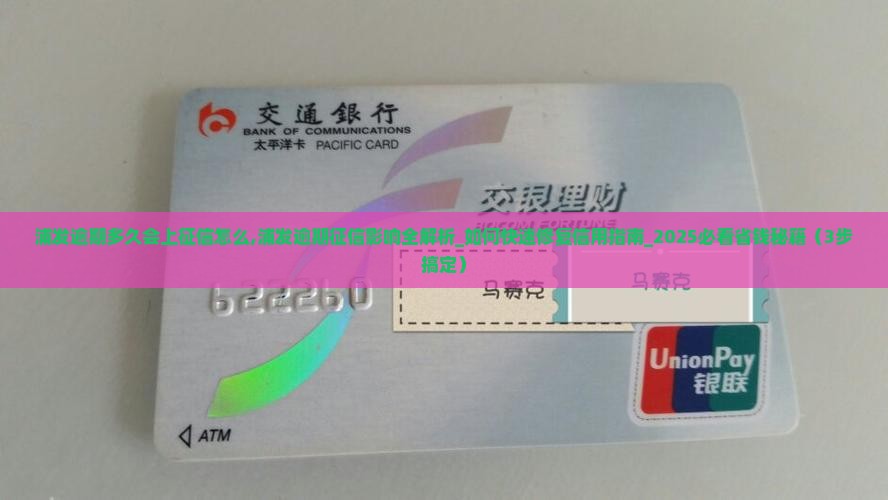 交通銀行
BANK OF COMMUNICATIONS
太平洋卡 PACIFIC CARD
交银理财
BOCOM FORTUNE
浦发逾期多久会上征信怎么,浦发逾期征信影响全解析_如何快速修复信用指南_2025必看省钱秘籍（3步
搞定）
622260
马赛克
马赛克
UnionPay
银联
ATM